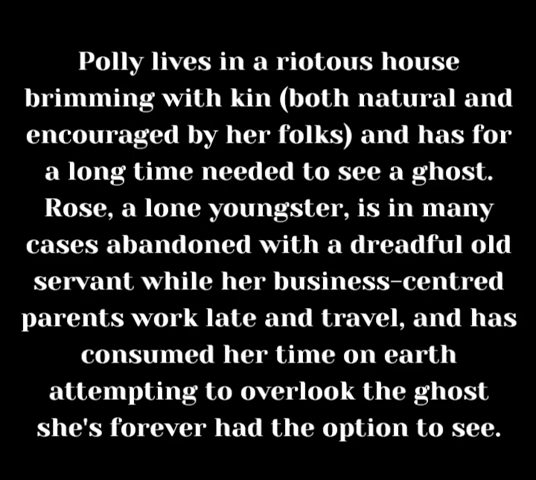 Polly lives in a riotous house
brimming with kin (both natural and
encouraged by her folks) and has for
a long time needed to see a ghost.
Rose, a lone youngster, is in many
cases abandoned with a dreadful old
servant while her business-centred
parents work late and travel, and has
consumed her time on earth
attempting to overlook the ghost
she's forever had the option to see.